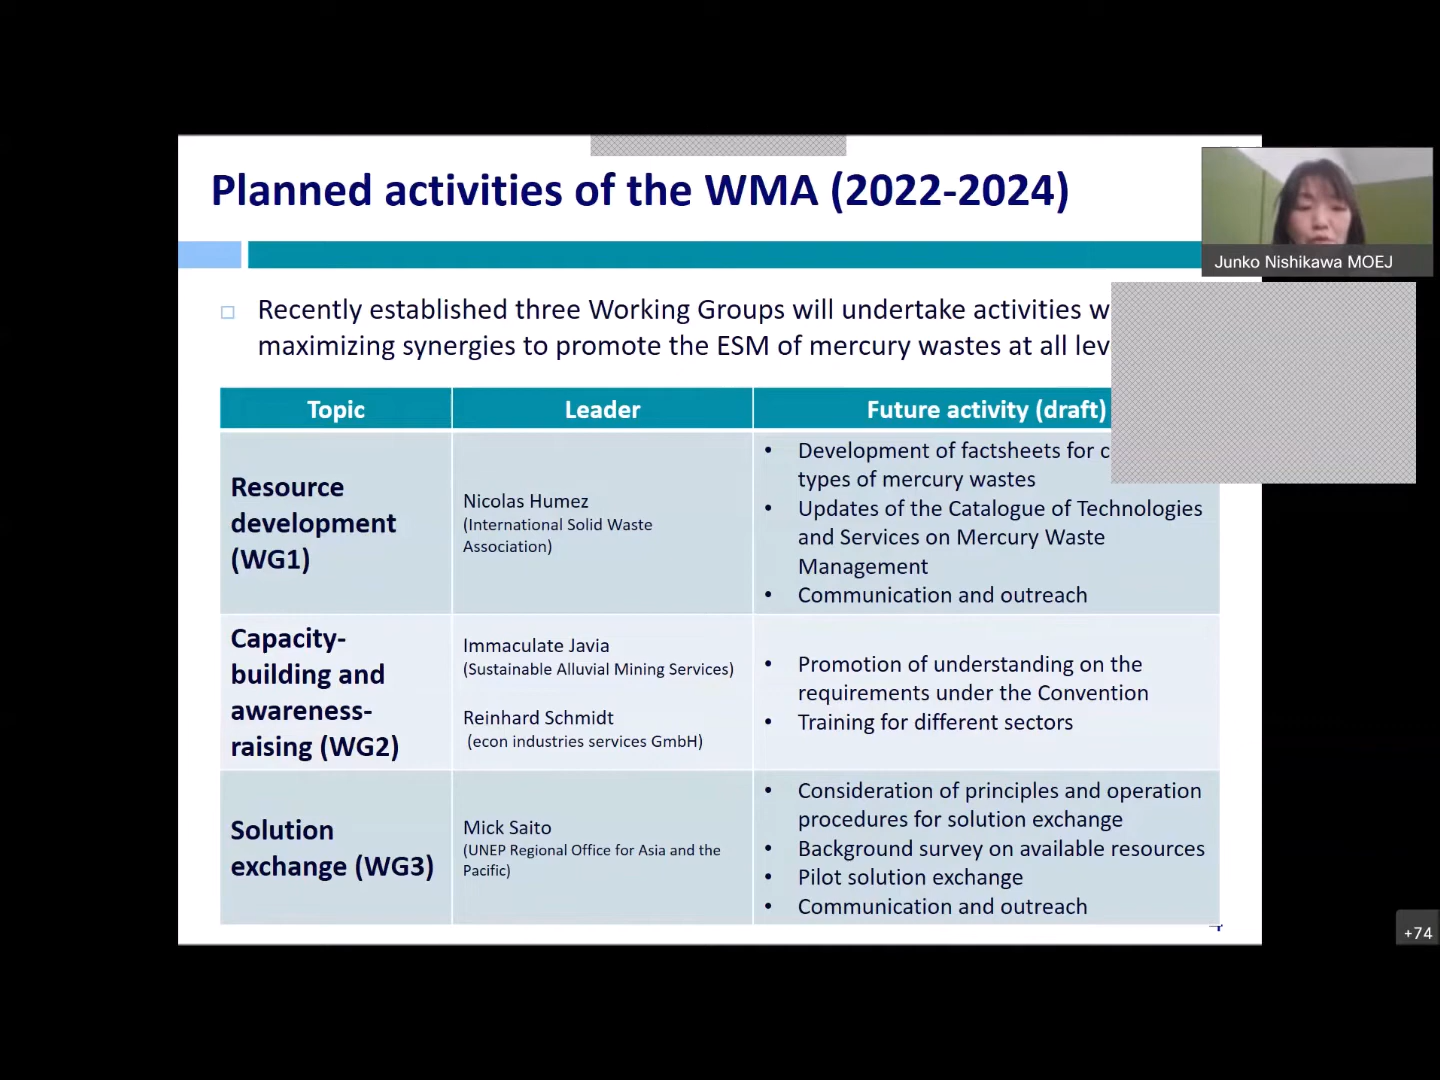 Planned activities of the WMA (2022-2024)
Junko Nishikawa MOEJ
Recently established three Working Groups will undertake activities
maximizing synergies to promote the ESM of mercury wastes at all
Topic
Leader
Future activity (draft)
Resource
development
(WG1)
Nicolas Humez
(International Solid Waste
Association)
• Development of factsheets for
types of mercury wastes
• Updates of the Catalogue of Technologies
and Services on Mercury Waste
Management
• Communication and outreach
Capacity-
building and
awareness-
raising (WG2)
Immaculate Javia
(Sustainable Alluvial Mining Services)
Reinhard Schmidt
(econ industries services GmbH)
• Promotion of understanding on the
requirements under the Convention
• Training for different sectors
Solution
exchange (WG3)
Mick Saito
(UNEP Regional Office for Asia and the
Pacific)
• Consideration of principles and operation
procedures for solution exchange
• Background survey on available resources
• Pilot solution exchange
• Communication and outreach
+74